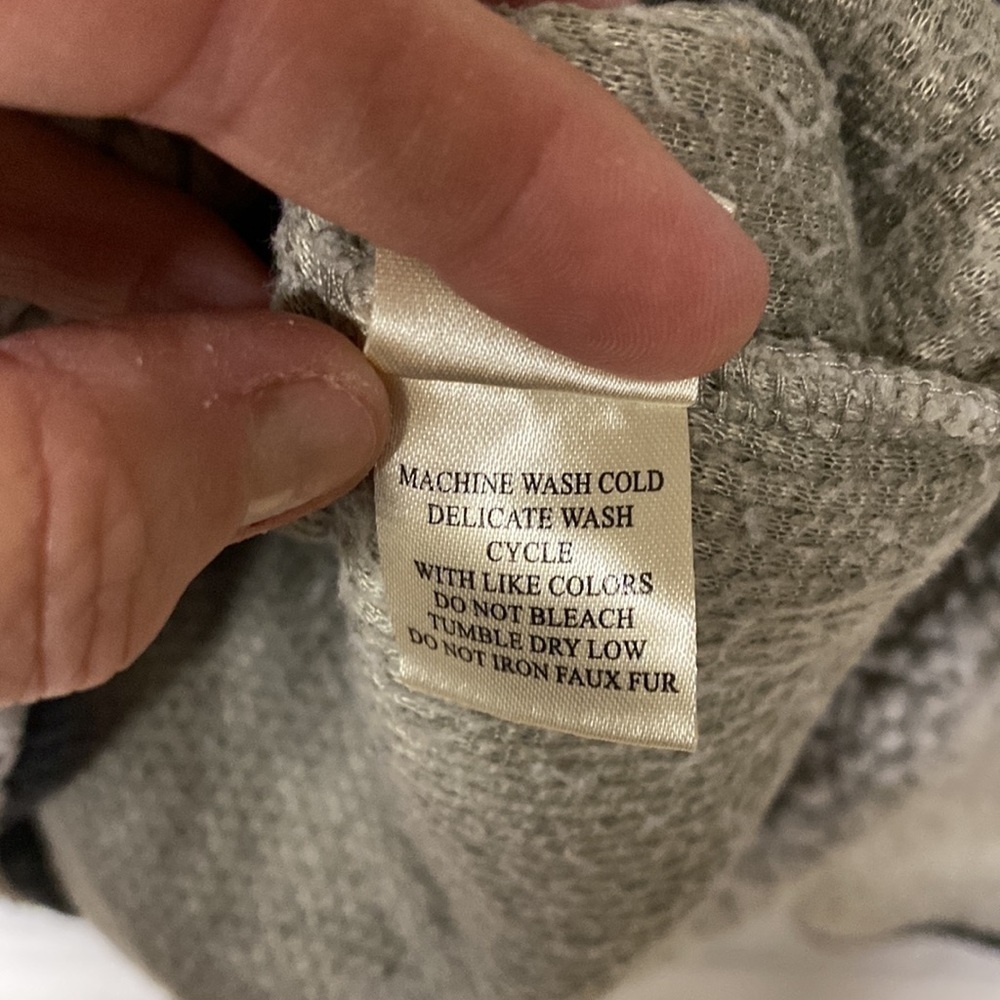 MACHINE WASH COLD
DELICATE WASH
CYCLE
WITH LIKE COLORS
DO NOT BLEACH
TUMBLE DRY LOW
DO NOT IRON FAUX FUR